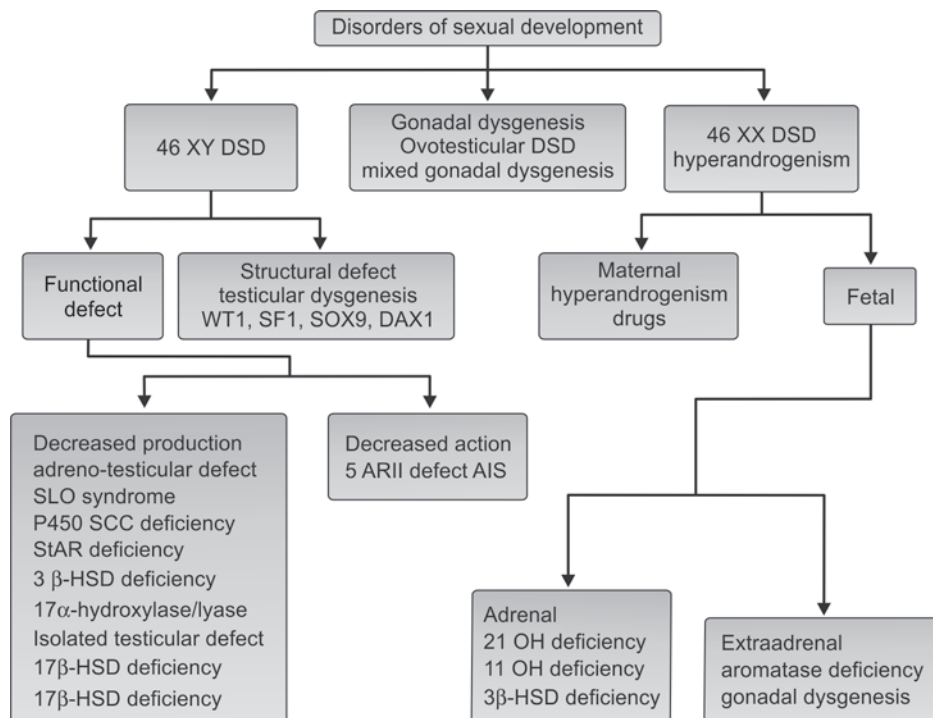 Disorders of sexual development
46 XY DSD
Gonadal dysgenesis
Ovotesticular DSD
mixed gonadal dysgenesis
46 XX DSD
hyperandrogenism
Functional
defect
Structural defect
testicular dysgenesis
WT1, SF1, SOX9, DAX1
Maternal
hyperandrogenism
drugs
Fetal
Decreased production
adreno-testicular defect
SLO syndrome
P450 SCC deficiency
StAR deficiency
3 β-HSD deficiency
17α-hydroxylase/lyase
Isolated testicular defect
17β-HSD deficiency
17β-HSD deficiency
Decreased action
5 ARII defect AIS
Adrenal
21 OH deficiency
11 OH deficiency
3β-HSD deficiency
Extraadrenal
aromatase deficiency
gonadal dysgenesis